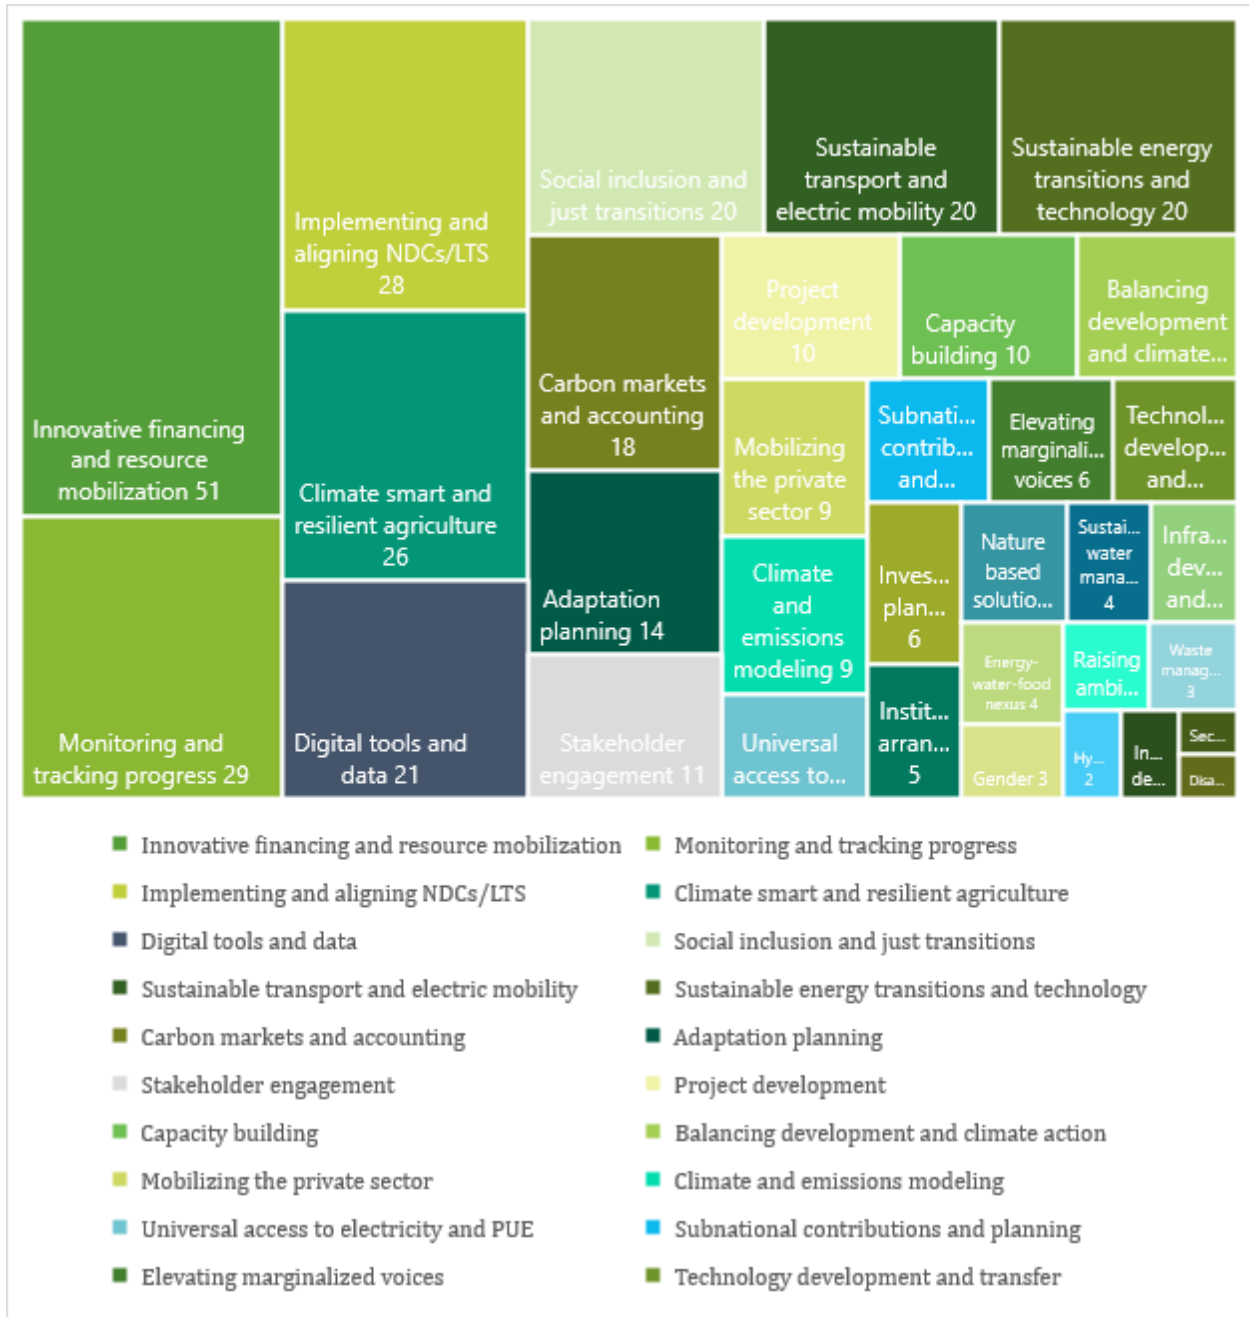 Innovative financing
and resource
mobilization 51
Monitoring and
tracking progress 29
Implementing and
aligning NDCs/LTS
28
Climate smart and
resilient agriculture
26
Digital tools and
data 21
Social inclusion and
just transitions 20
Sustainable
transport and
electric mobility 20
Sustainable energy
transitions and
technology 20
Carbon markets
and accounting
18
Adaptation
planning 14
Stakeholder
engagement 11
Project
development
10
Capacity
building 10
Balancing
development
and climate...
Mobilizing
the private
sector 9
Climate
and
emissions
modeling 9
Universal
access to...
Subnati...
contrib...
and...
Elevating
marginali...
voices 6
Technol...
develop...
and...
Inves...
plan...
6
Instit...
arran...
5
Nature
based
solutio...
Sustai...
water
mana...
4
Infra...
dev...
and...
Energy-
water-food
nexus 4
Gender 3
Raising
ambi...
Waste
manag...
3
Hy...
2
In...
de...
Sec...
Disa...
Innovative financing and resource mobilization
Monitoring and tracking progress
Implementing and aligning NDCs/LTS
Climate smart and resilient agriculture
Digital tools and data
Social inclusion and just transitions
Sustainable transport and electric mobility
Sustainable energy transitions and technology
Carbon markets and accounting
Adaptation planning
Stakeholder engagement
Project development
Capacity building
Balancing development and climate action
Mobilizing the private sector
Climate and emissions modeling
Universal access to electricity and PUE
Subnational contributions and planning
Elevating marginalized voices
Technology development and transfer